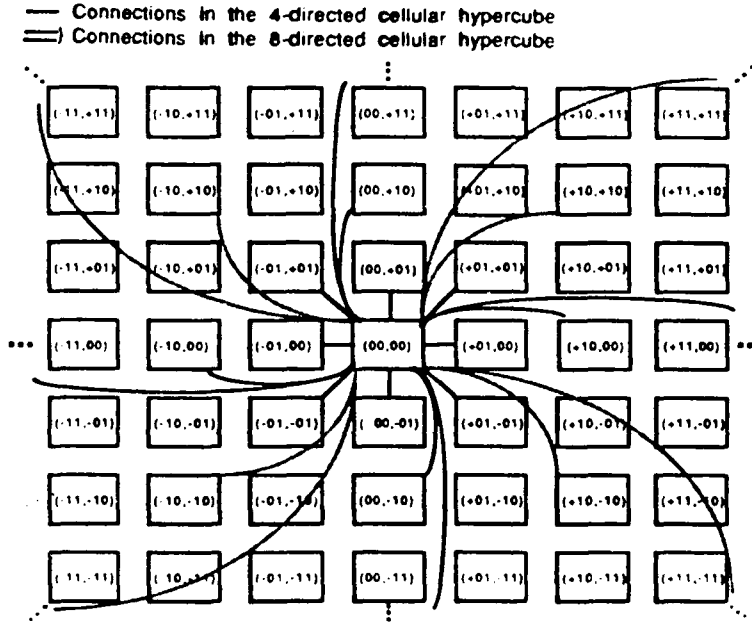 Connections in the 4-directed cellular hypercube
Connections in the 8-directed cellular hypercube
(-11,+11) (-10,+11) (-01,+11) (00,+11) (+01,+11) (+10,+11) (+11,+11)
(-11,+10) (-10,+10) (-01,+10) (00,+10) (+01,+10) (+10,+10) (+11,+10)
(-11,+01) (-10,+01) (-01,+01) (00,+01) (+01,+01) (+10,+01) (+11,+01)
(-11,00) (-10,00) (-01,00) (00,00) (+01,00) (+10,00) (+11,00)
(-11,-01) (-10,-01) (-01,-01) ( 00,-01) (+01,-01) (+10,-01) (+11,-01)
(-11,-10) (-10,-10) (-01,-10) (00,-10) (+01,-10) (+10,-10) (+11,-10)
(-11,-11) (-10,-11) (-01,-11) (00,-11) (+01,-11) (+10,-11) (+11,-11)